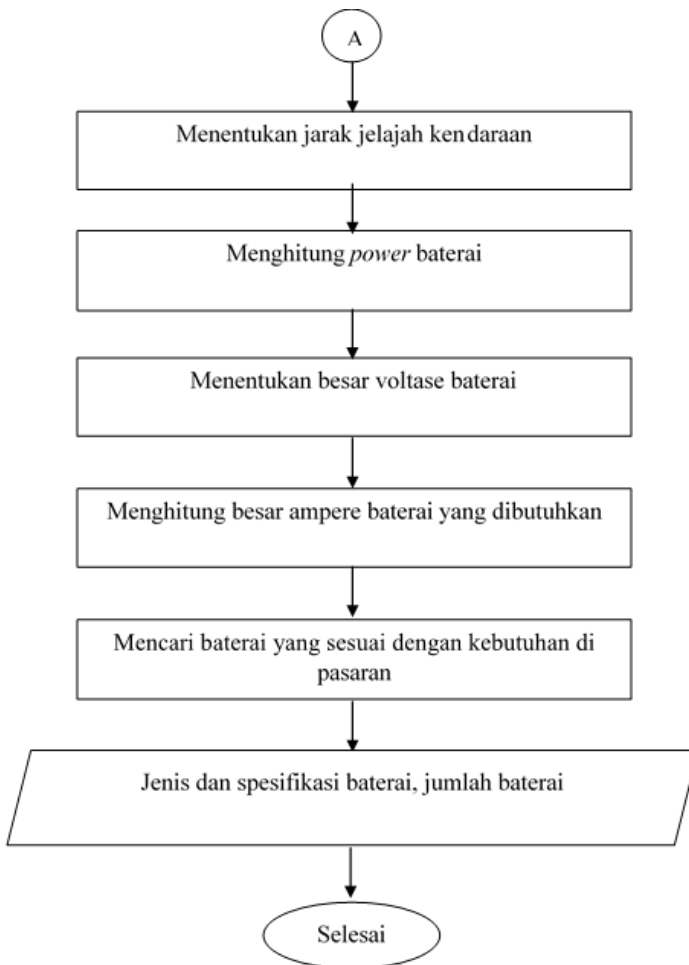 A
Menentukan jarak jelajah kendaraan
Menghitung power baterai
Menentukan besar voltase baterai
Menghitung besar ampere baterai yang dibutuhkan
Mencari baterai yang sesuai dengan kebutuhan di
pasaran
Jenis dan spesifikasi baterai, jumlah baterai
Selesai